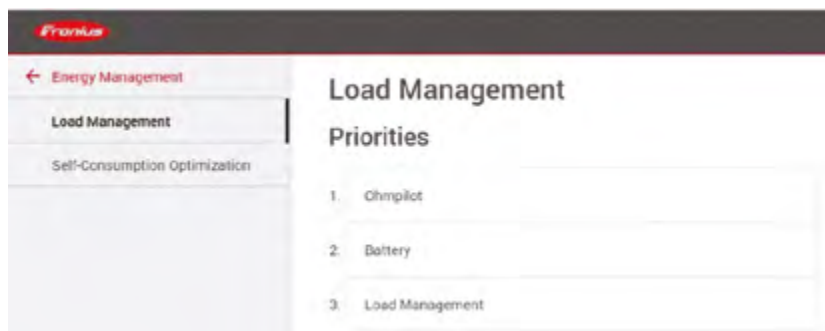 Fronius
← Energy Management
Load Management
Self-Consumption Optimization
Load Management
Priorities
1. Ohmpilot
2. Battery
3. Load Management